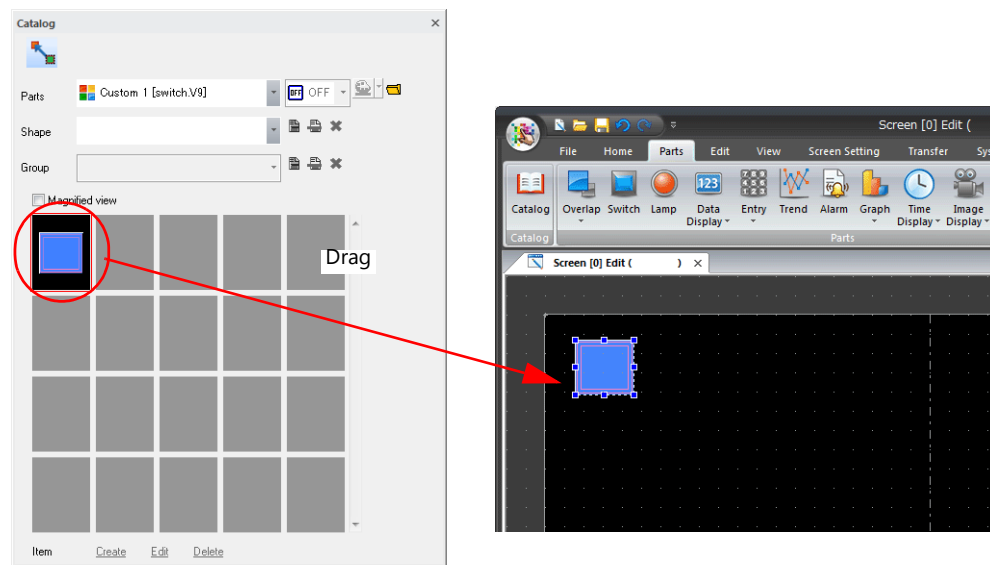 Catalog
Parts
Custom 1 [switch.V9]
OFF OFF
Shape
Group
Magnified view
Drag
Item Create Edit Delete
Screen [0] Edit (
File Home Parts Edit View Screen Setting Transfer Sys
Catalog Overlap Switch Lamp Data Display Entry Trend Alarm Graph Time Display Image Display
123
Catalog Parts
Screen [0] Edit ( )